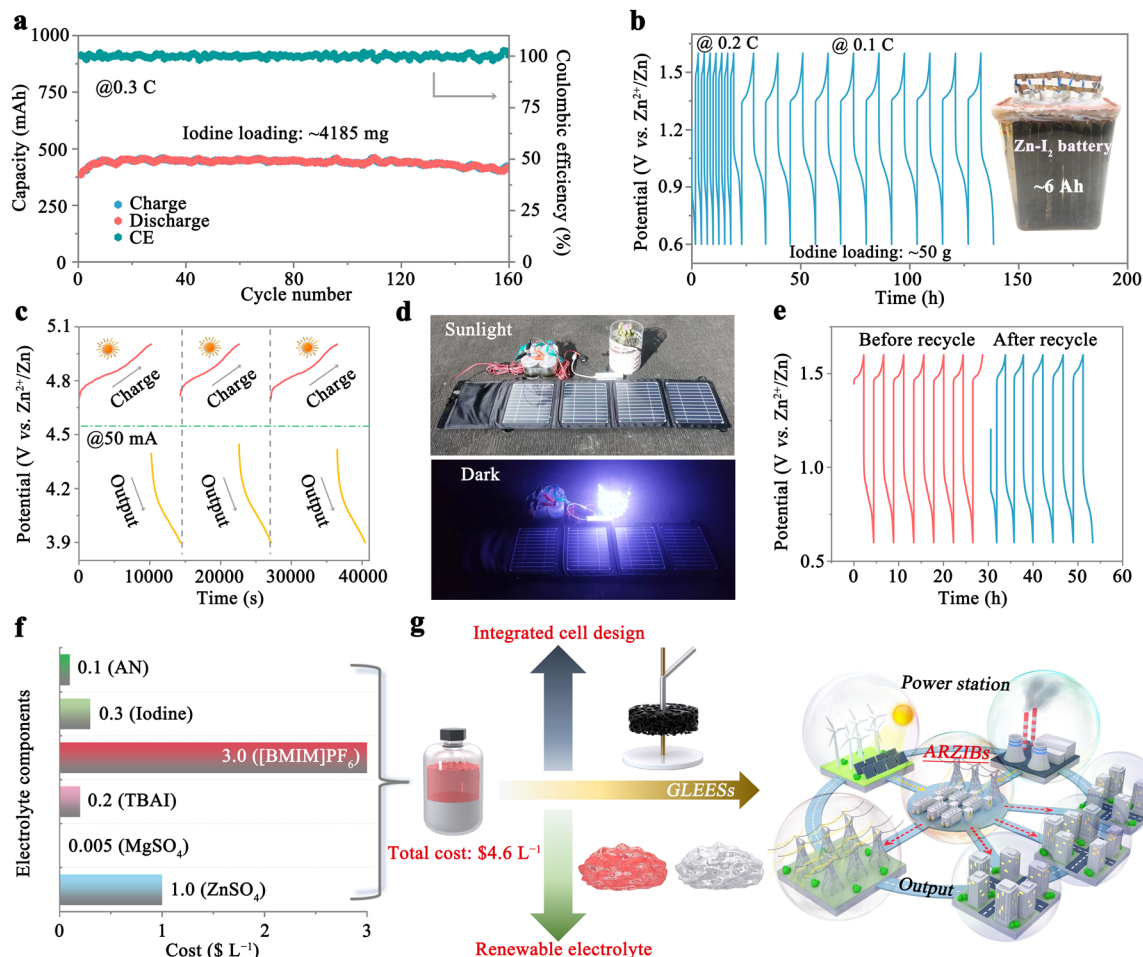 a
1000
750
500
250
0
Capacity (mAh)
@0.3 C
Iodine loading: ~4185 mg
Charge
Discharge
CE
100
80
60
40
20
0
Coulombic efficiency (%)
0 40 80 120 160
Cycle number
b
@ 0.2 C @ 0.1 C
1.5
1.2
0.9
0.6
Potential (V vs. Zn²⁺/Zn)
Zn-I₂ battery
~6 Ah
Iodine loading: ~50 g
0 25 50 75 100 125 150 175 200
Time (h)
c
5.1
4.8
4.5
4.2
3.9
Potential (V vs. Zn²⁺/Zn)
Charge Charge Charge
@50 mA
Output Output Output
0 10000 20000 30000 40000
Time (s)
d
Sunlight
Dark
e
Before recycle After recycle
1.5
1.0
0.5
Potential (V vs. Zn²⁺/Zn)
0 10 20 30 40 50 60
Time (h)
f
Electrolyte components
0.1 (AN)
0.3 (Iodine)
3.0 ([BMIM]PF₆)
0.2 (TBAI)
0.005 (MgSO₄)
1.0 (ZnSO₄)
0 1 2 3
Cost ($ L⁻¹)
Total cost: $4.6 L⁻¹
g
Integrated cell design
GLEESs
Renewable electrolyte
Power station
ARZIBs
Output